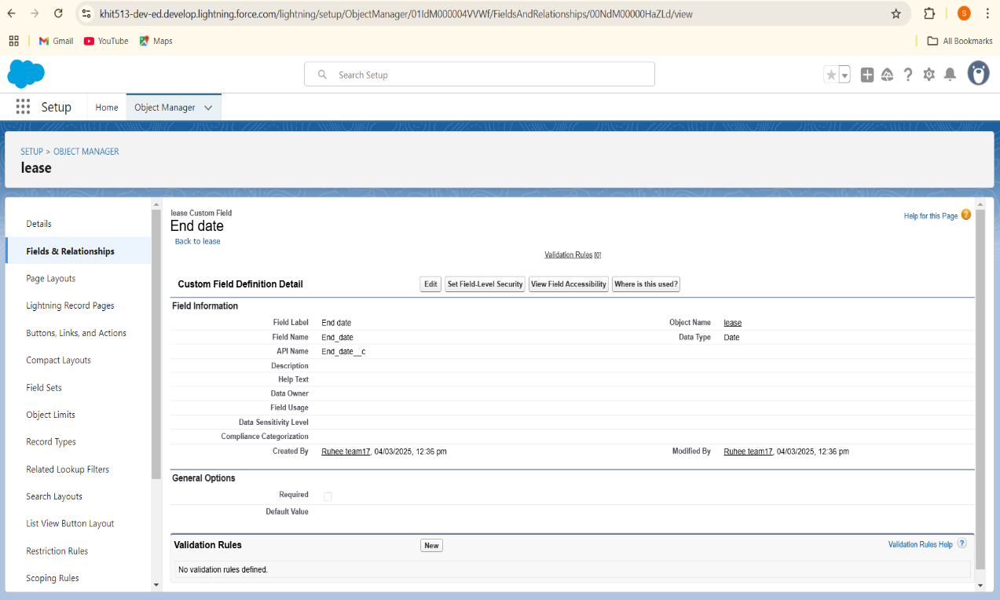 khit513-dev-ed.develop.lightning.force.com/lightning/setup/ObjectManager/01IdM000004VVWf/FieldsAndRelationships/00NdM00000HaZLd/view
S
Gmail YouTube Maps All Bookmarks
Search Setup
Setup Home Object Manager
SETUP > OBJECT MANAGER
lease
Details
Fields & Relationships
Page Layouts
Lightning Record Pages
Buttons, Links, and Actions
Compact Layouts
Field Sets
Object Limits
Record Types
Related Lookup Filters
Search Layouts
List View Button Layout
Restriction Rules
Scoping Rules
lease Custom Field
End date
Back to lease
Help for this Page ?
Validation Rules [0]
Custom Field Definition Detail Edit Set Field-Level Security View Field Accessibility Where is this used?
Field Information
Field Label End date Object Name lease
Field Name End_date Data Type Date
API Name End_date__c
Description
Help Text
Data Owner
Field Usage
Data Sensitivity Level
Compliance Categorization
Created By Ruhee team17, 04/03/2025, 12:36 pm Modified By Ruhee team17, 04/03/2025, 12:36 pm
General Options
Required
Default Value
Validation Rules New Validation Rules Help ?
No validation rules defined.